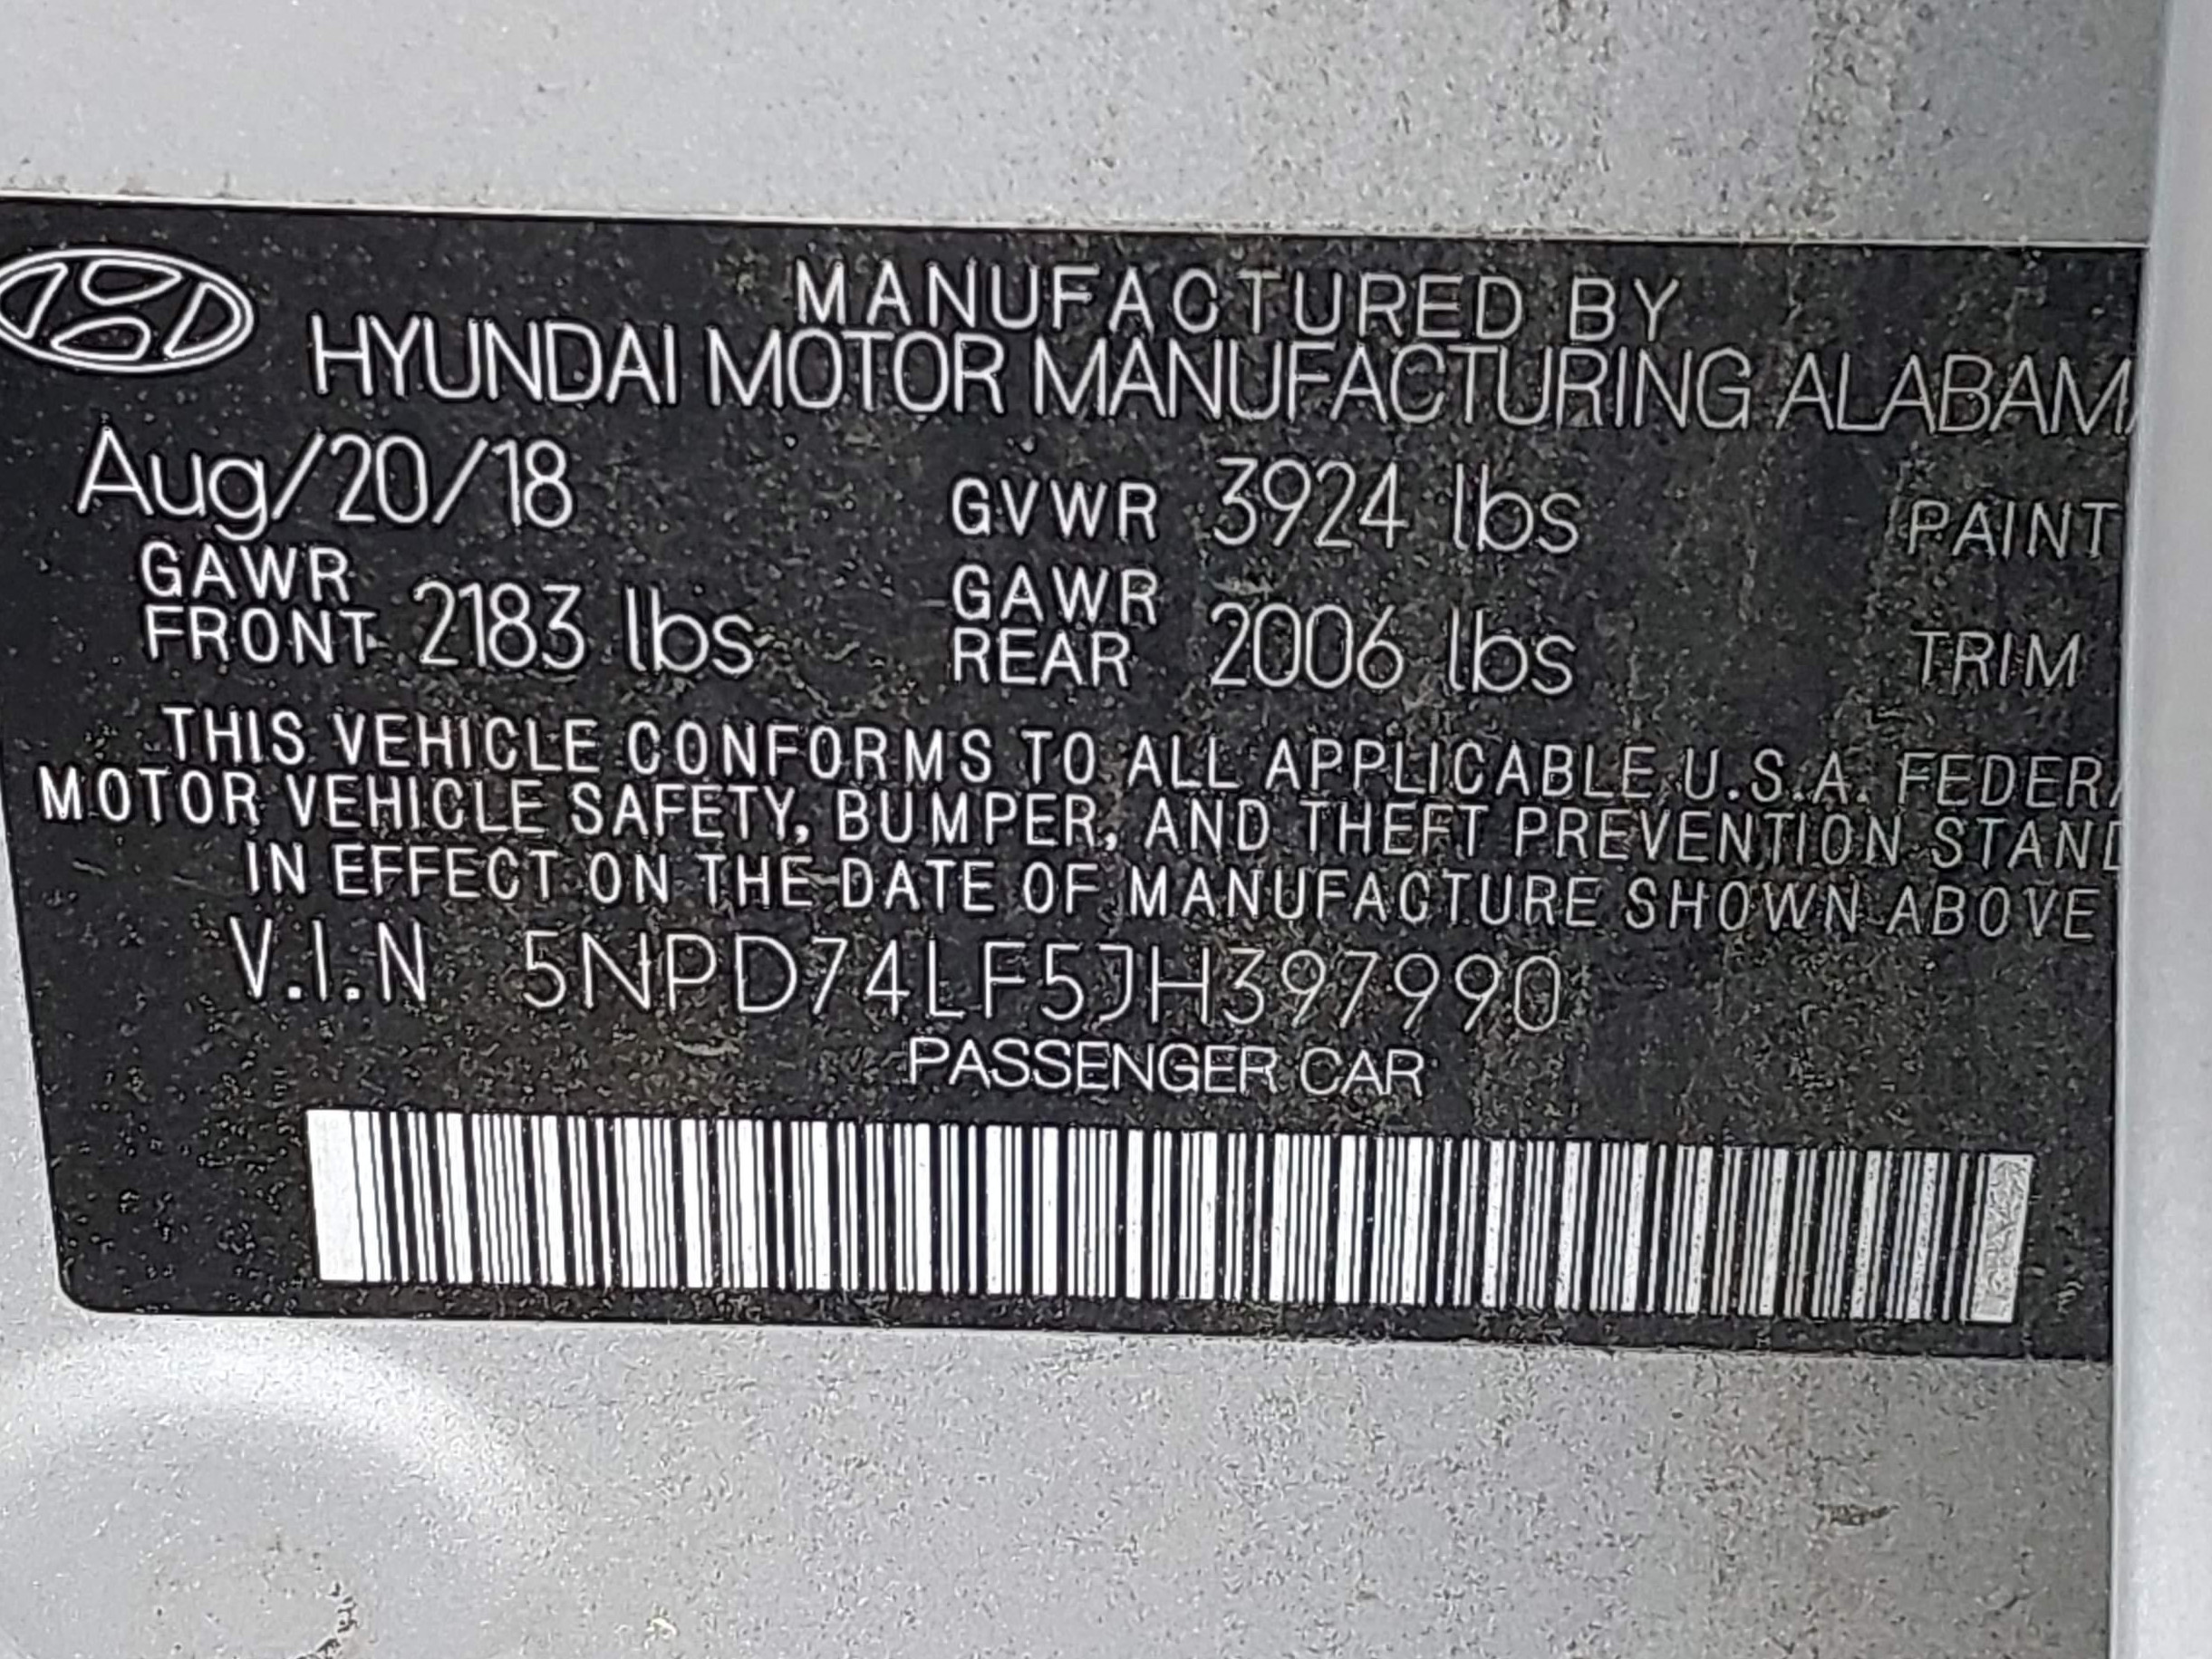 MANUFACTURED BY
HYUNDAI MOTOR MANUFACTURING ALABAM
Aug/20/18 GVWR 3924 lbs PAINT
GAWR FRONT 2183 lbs GAWR REAR 2006 lbs TRIM
THIS VEHICLE CONFORMS TO ALL APPLICABLE U.S.A. FEDERA
MOTOR VEHICLE SAFETY, BUMPER, AND THEFT PREVENTION STAND
IN EFFECT ON THE DATE OF MANUFACTURE SHOWN ABOVE
V.I.N 5NPD74LF5JH397990
PASSENGER CAR